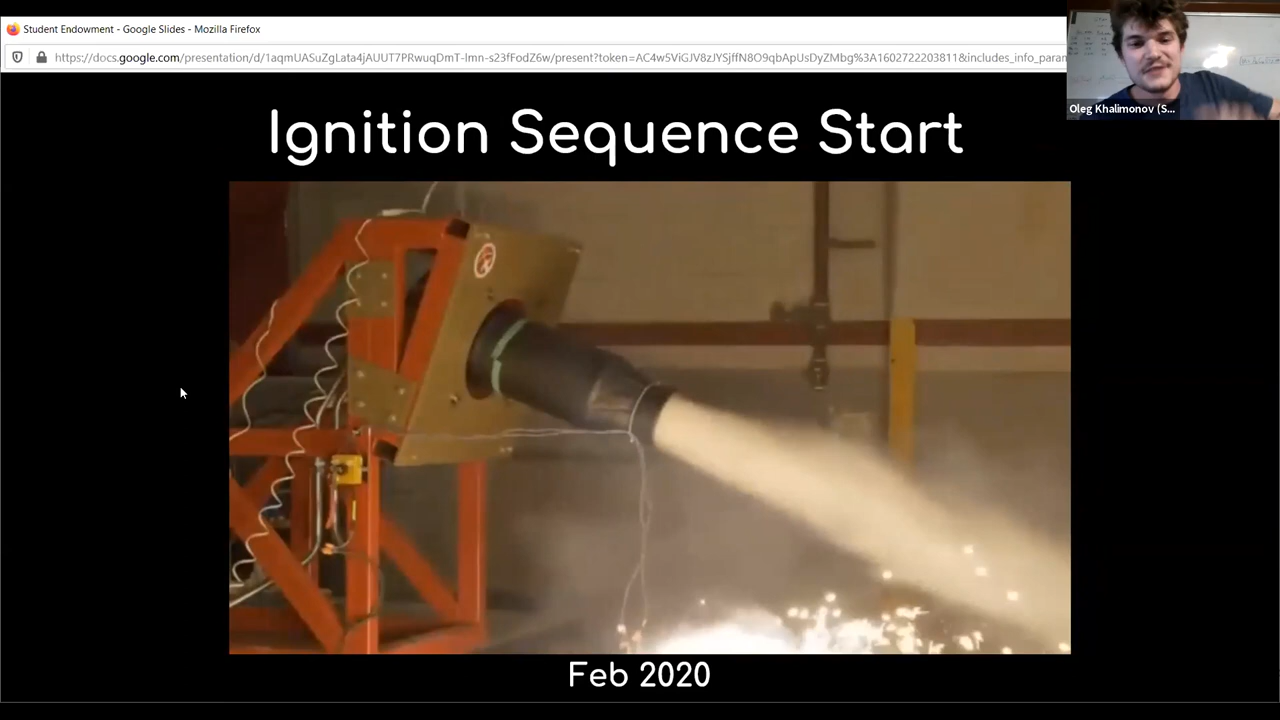 Student Endowment - Google Slides - Mozilla Firefox
https://docs.google.com/presentation/d/1aqmUASuZgLata4jAUUT7PRwuqDmT-lmn-s23fFodZ6w/present?token=AC4w5ViGJV8zJYSjffN8O9qbApUsDyZMbg%3A1602722203811&includes_info_param
Oleg Khalimonov (S...
Ignition Sequence Start
Feb 2020